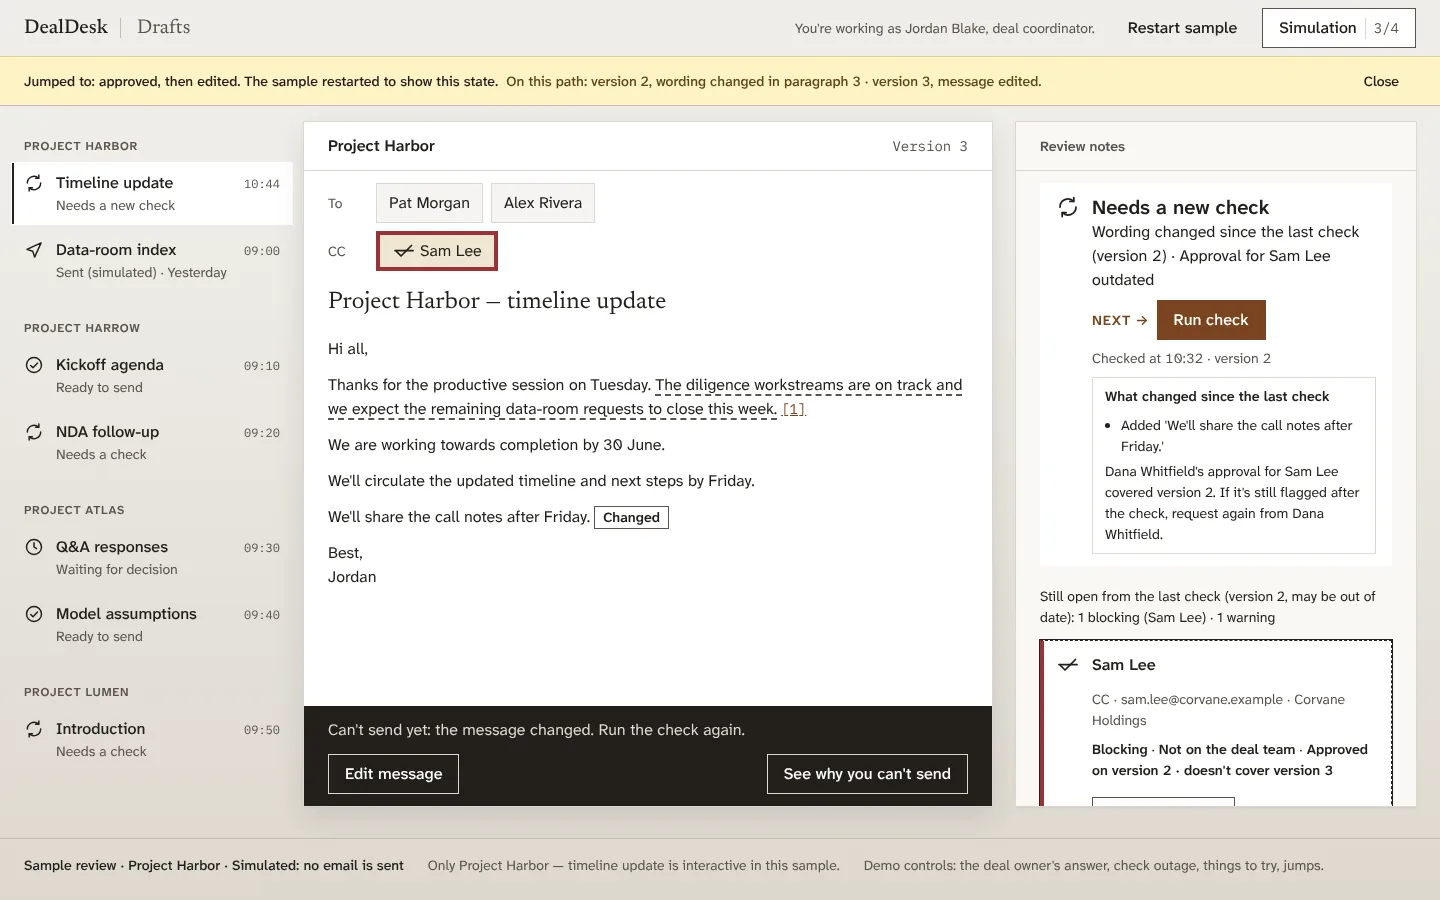 DealDesk | Drafts
You're working as Jordan Blake, deal coordinator.
Restart sample
Simulation | 3/4
Jumped to: approved, then edited. The sample restarted to show this state. On this path: version 2, wording changed in paragraph 3 · version 3, message edited.
Close
PROJECT HARBOR
Timeline update 10:44
Needs a new check
Data-room index 09:00
Sent (simulated) · Yesterday
PROJECT HARROW
Kickoff agenda 09:10
Ready to send
NDA follow-up 09:20
Needs a check
PROJECT ATLAS
Q&A responses 09:30
Waiting for decision
Model assumptions 09:40
Ready to send
PROJECT LUMEN
Introduction 09:50
Needs a check
Project Harbor Version 3
To Pat Morgan Alex Rivera
CC Sam Lee
Project Harbor — timeline update
Hi all,
Thanks for the productive session on Tuesday. The diligence workstreams are on track and
we expect the remaining data-room requests to close this week. [1]
We are working towards completion by 30 June.
We'll circulate the updated timeline and next steps by Friday.
We'll share the call notes after Friday. Changed
Best,
Jordan
Can't send yet: the message changed. Run the check again.
Edit message
See why you can't send
Review notes
Needs a new check
Wording changed since the last check
(version 2) · Approval for Sam Lee
outdated
NEXT → Run check
Checked at 10:32 · version 2
What changed since the last check
• Added 'We'll share the call notes after
Friday.'
Dana Whitfield's approval for Sam Lee
covered version 2. If it's still flagged after
the check, request again from Dana
Whitfield.
Still open from the last check (version 2, may be out of
date): 1 blocking (Sam Lee) · 1 warning
Sam Lee
CC · sam.lee@corvane.example · Corvane
Holdings
Blocking · Not on the deal team · Approved
on version 2 · doesn't cover version 3
Sample review · Project Harbor · Simulated: no email is sent
Only Project Harbor — timeline update is interactive in this sample.
Demo controls: the deal owner's answer, check outage, things to try, jumps.